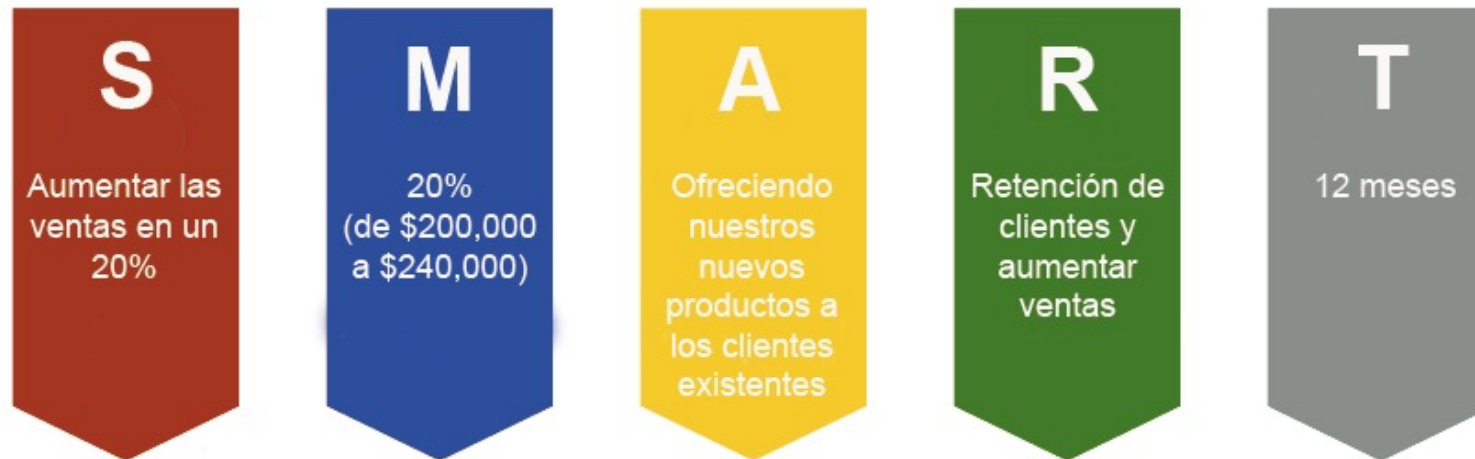 S
Aumentar las
ventas en un
20%
M
20%
(de $200,000
a $240,000)
A
Ofreciendo
nuestros
nuevos
productos a
los clientes
existentes
R
Retención de
clientes y
aumentar
ventas
T
12 meses